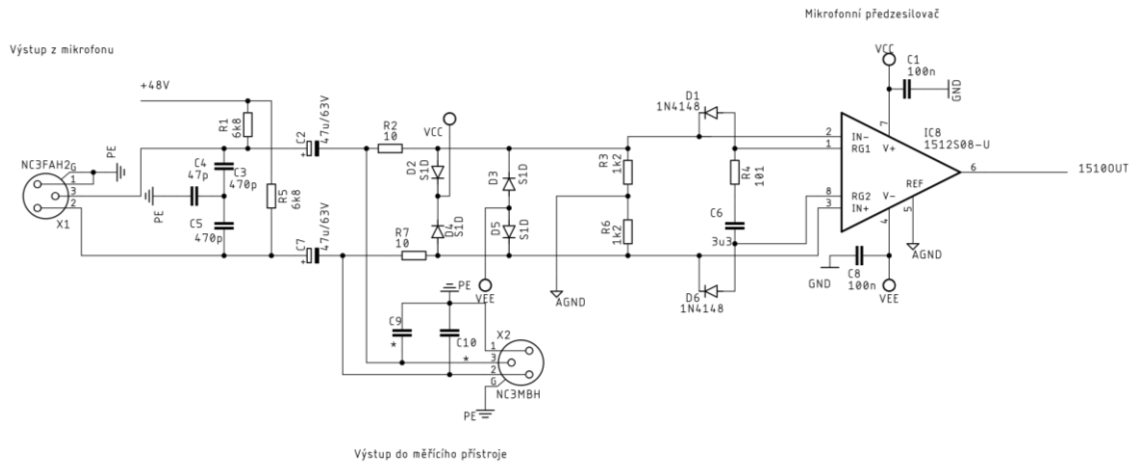 Mikrofonní předzesilovač
Výstup z mikrofonu
+48V
R1
6k8
C2
47u/63V
R2
10
VCC
D2
S1D
D3
S1D
D4
S1D
D5
S1D
VEE
D1
1N4148
VCC
C1
100n
GND
IC8
1512S08-U
2
IN-
1
RG1
7
V+
8
RG2
3
IN+
REF
V-
4
5
6
1510OUT
AGND
NC3FAH2
G
1
3
2
X1
PE
C4
47p
C3
470p
PE
C5
470p
R5
6k8
C7
47u/63V
R7
10
R3
1k2
R6
1k2
AGND
R4
101
C6
3u3
D6
1N4148
GND
C8
100n
VEE
PE
C9
*
C10
*
X2
1
3
2
G
NC3MBH
PE
+
+
Výstup do měřícího přístroje